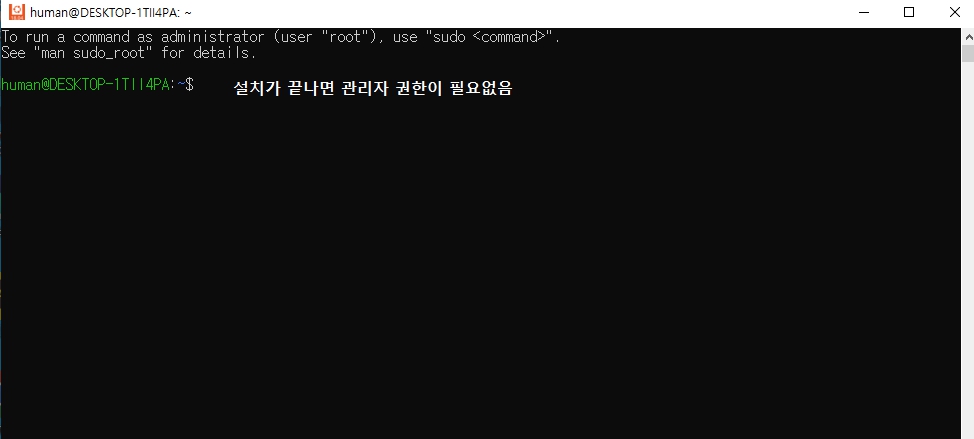 human@DESKTOP-1TII4PA: ~
To run a command as administrator (user "root"), use "sudo <command>".
See "man sudo_root" for details.
human@DESKTOP-1TII4PA:~$ 설치가 끝나면 관리자 권한이 필요없음